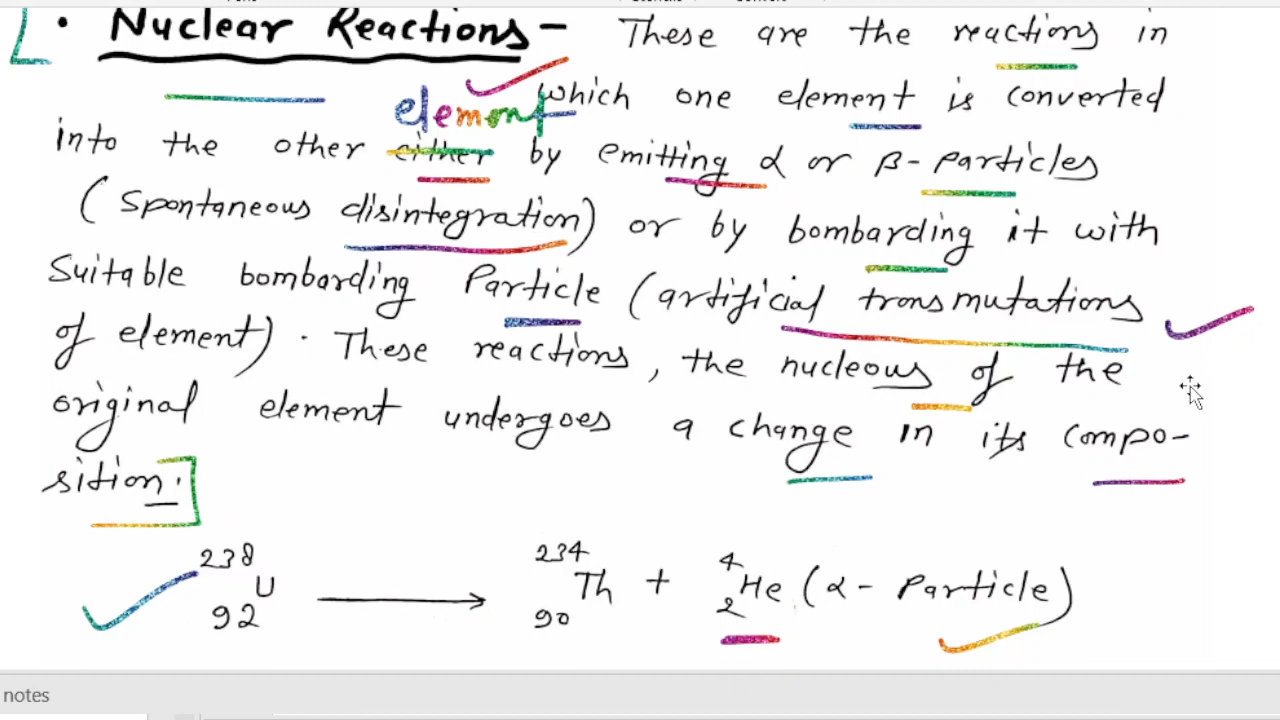 • Nuclear Reactions - These are the reactions in
element which one element is converted
into the other either by emitting α or β-particles
(Spontaneous disintegration) or by bombarding it with
Suitable bombarding Particle (artificial transmutations
of element). These reactions, the nucleous of the
original element undergoes a change in its compo-
sition.
238 92 U ⟶ 234 90 Th + 4 2 He (α- Particle)
notes